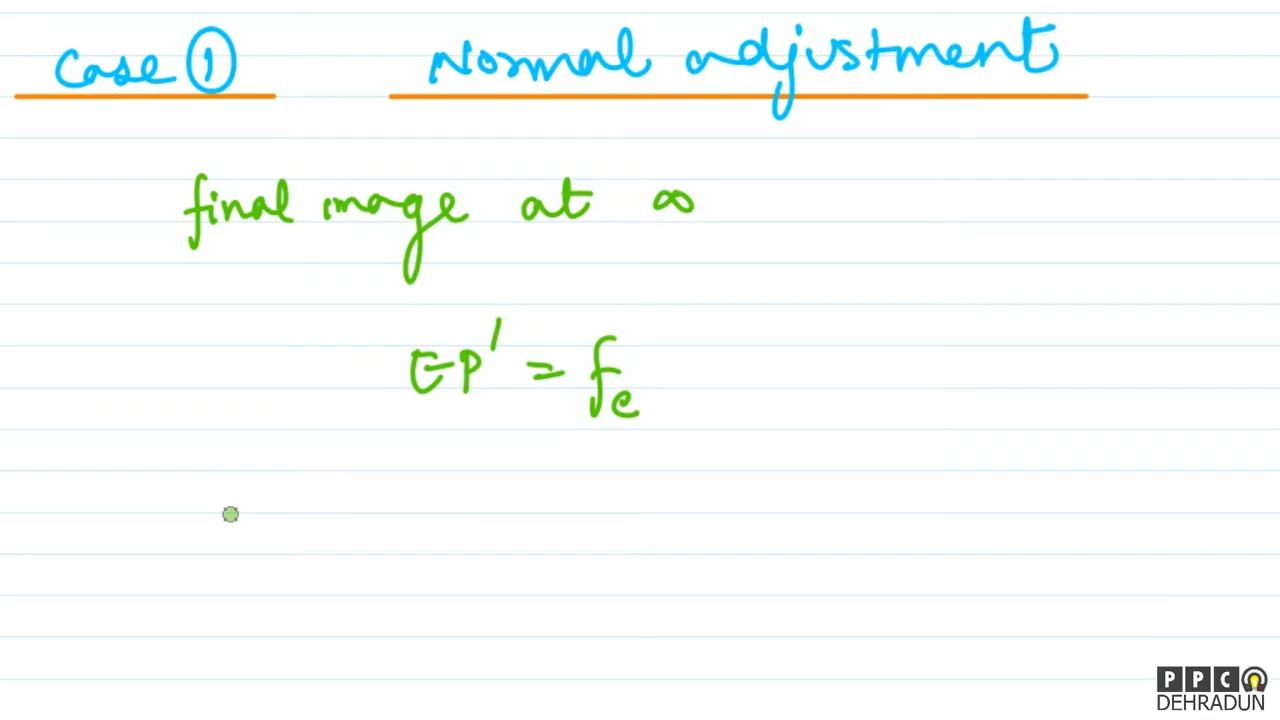 Case ① Normal adjustment
final image at ∞
EP' = fe
PPC
DEHRADUN